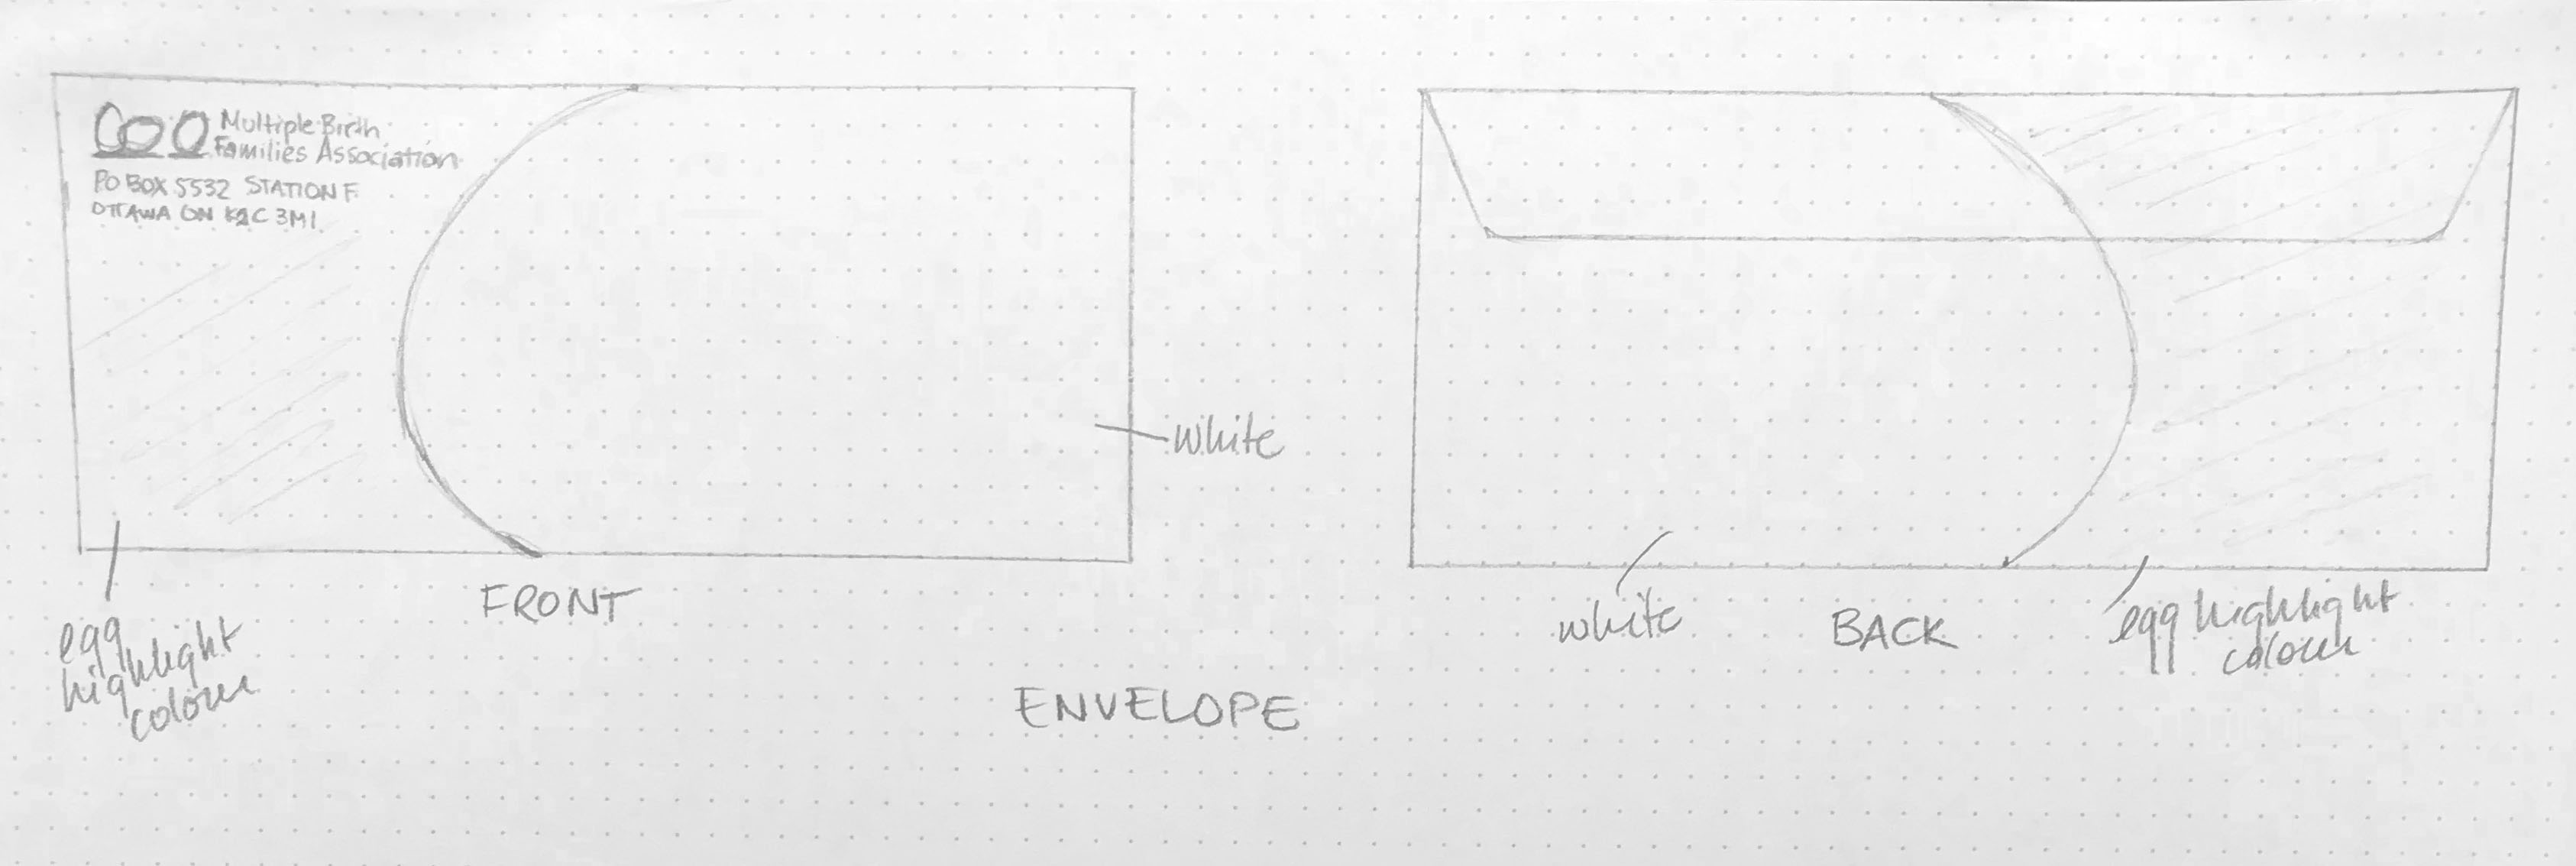 Multiple Birth
Families Association
PO BOX 5532 STATION F
OTTAWA ON K2C 3M1
white
egg
highlight
colour
FRONT
white
BACK
egg highlight
colour
ENVELOPE